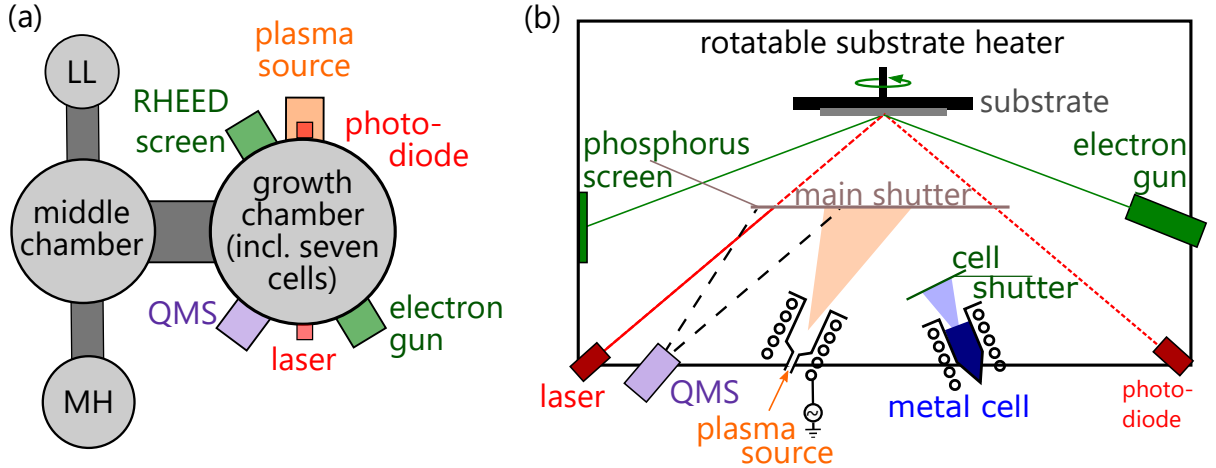 (a)
LL
plasma
source
RHEED
screen
photo-
diode
middle
chamber
growth
chamber
(incl. seven
cells)
QMS
laser
electron
gun
MH
(b)
rotatable substrate heater
substrate
phosphorus
screen
main shutter
electron
gun
cell
shutter
laser
QMS
plasma
source
metal cell
photo-
diode